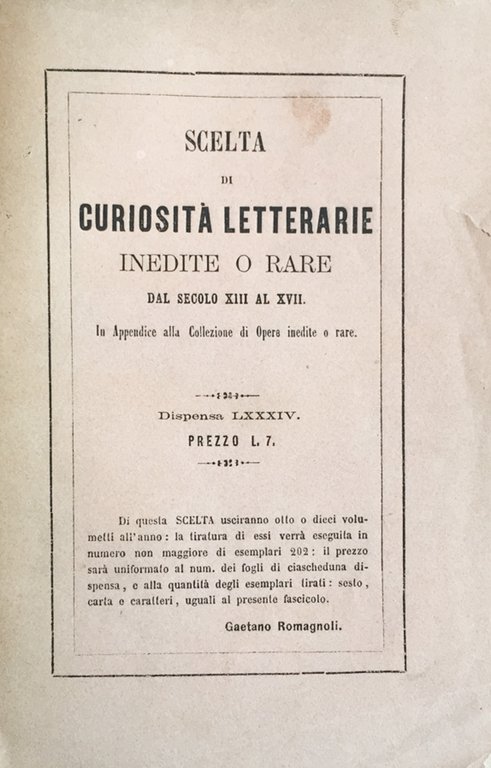 SCELTA
DI
CURIOSITÀ LETTERARIE
INEDITE O RARE
DAL SECOLO XIII AL XVII.
In Appendice alla Collezione di Opere inedite o rare.
Dispensa LXXXIV.
PREZZO L. 7.
Di questa SCELTA usciranno otto o dieci volu-
metti all'anno: la tiratura di essi verrà eseguita in
numero non maggiore di esemplari 202: il prezzo
sarà uniformato al num. dei fogli di ciascheduna di-
spensa, e alla quantità degli esemplari tirati: sesto,
carta e caratteri, uguali al presente fascicolo.
Gaetano Romagnoli.